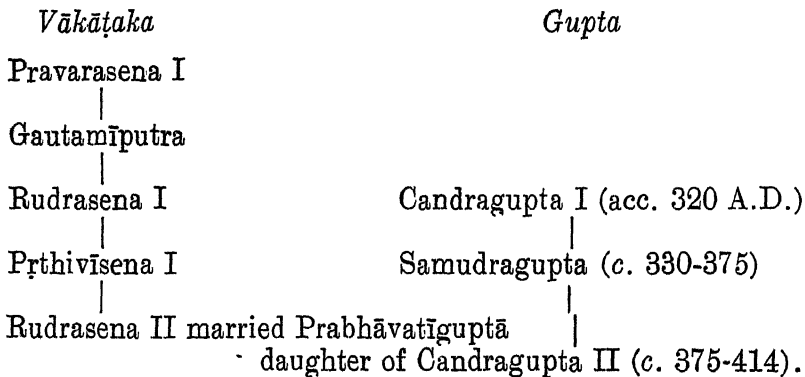 Vākāṭaka Gupta
Pravarasena I
Gautamīputra
Rudrasena I Candragupta I (acc. 320 A.D.)
Pṛthivīsena I Samudragupta (c. 330-375)
Rudrasena II married Prabhāvatīguptā
daughter of Candragupta II (c. 375-414).